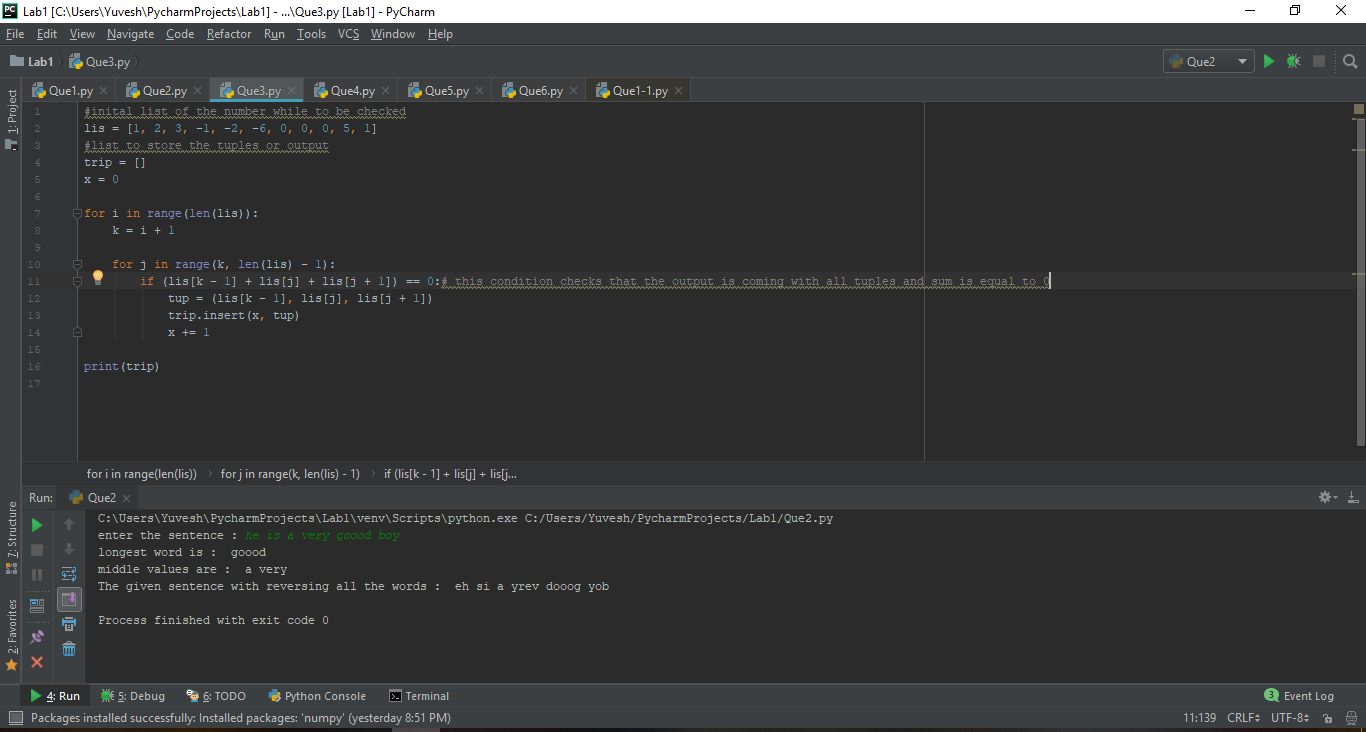 Lab1 [C:\Users\Yuvesh\PycharmProjects\Lab1] - ...\Que3.py [Lab1] - PyCharm
File Edit View Navigate Code Refactor Run Tools VCS Window Help
Lab1 Que3.py Que2
Que1.py Que2.py Que3.py Que4.py Que5.py Que6.py Que1-1.py
1: Project
1 #inital list of the number while to be checked
2 lis = [1, 2, 3, -1, -2, -6, 0, 0, 0, 5, 1]
3 #list to store the tuples or output
4 trip = []
5 x = 0
6
7 for i in range(len(lis)):
8 k = i + 1
9
10 for j in range(k, len(lis) - 1):
11 if (lis[k - 1] + lis[j] + lis[j + 1]) == 0:# this condition checks that the output is coming with all tuples and sum is equal to 0
12 tup = (lis[k - 1], lis[j], lis[j + 1])
13 trip.insert(x, tup)
14 x += 1
15
16 print(trip)
17
for i in range(len(lis)) for j in range(k, len(lis) - 1) if (lis[k - 1] + lis[j] + lis[j...
Run: Que2
7: Structure
2: Favorites
C:\Users\Yuvesh\PycharmProjects\Lab1\venv\Scripts\python.exe C:/Users/Yuvesh/PycharmProjects/Lab1/Que2.py
enter the sentence : he is a very goood boy
longest word is : goood
middle values are : a very
The given sentence with reversing all the words : eh si a yrev dooog yob
Process finished with exit code 0
4: Run 5: Debug 6: TODO Python Console Terminal 3 Event Log
Packages installed successfully: Installed packages: 'numpy' (yesterday 8:51 PM) 11:139 CRLF UTF-8